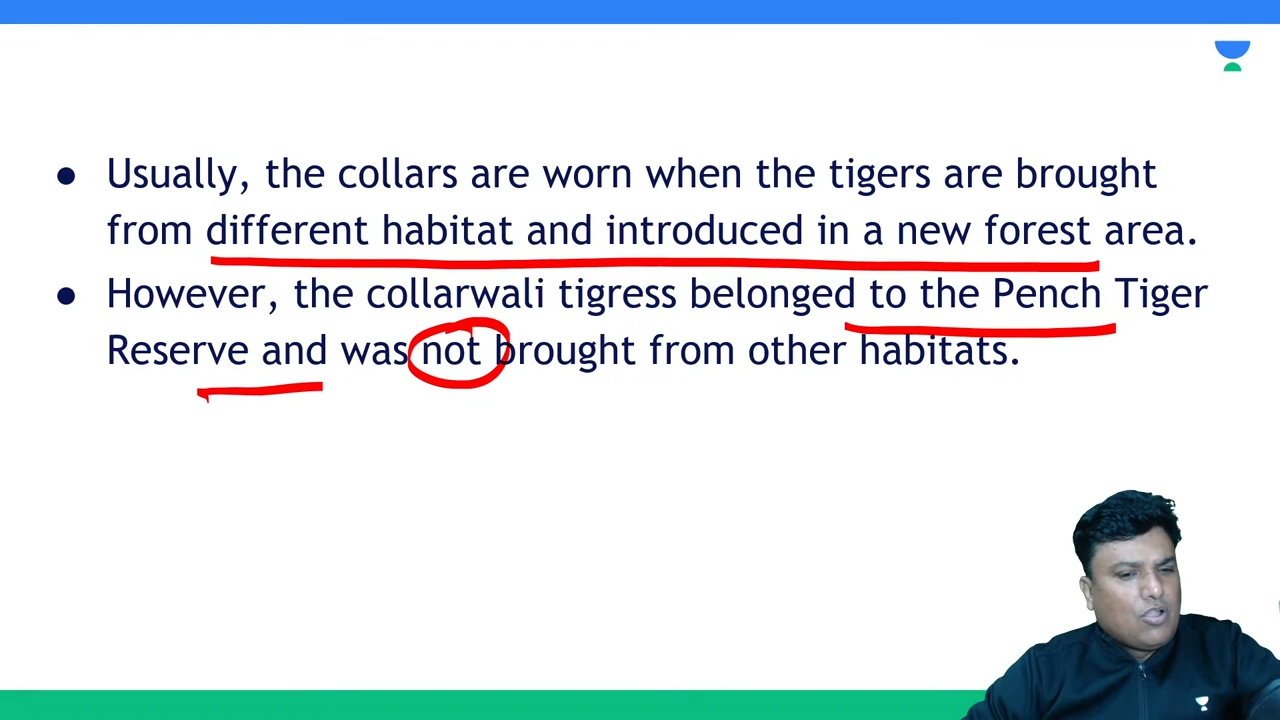 ● Usually, the collars are worn when the tigers are brought
from different habitat and introduced in a new forest area.
● However, the collarwali tigress belonged to the Pench Tiger
Reserve and was not brought from other habitats.